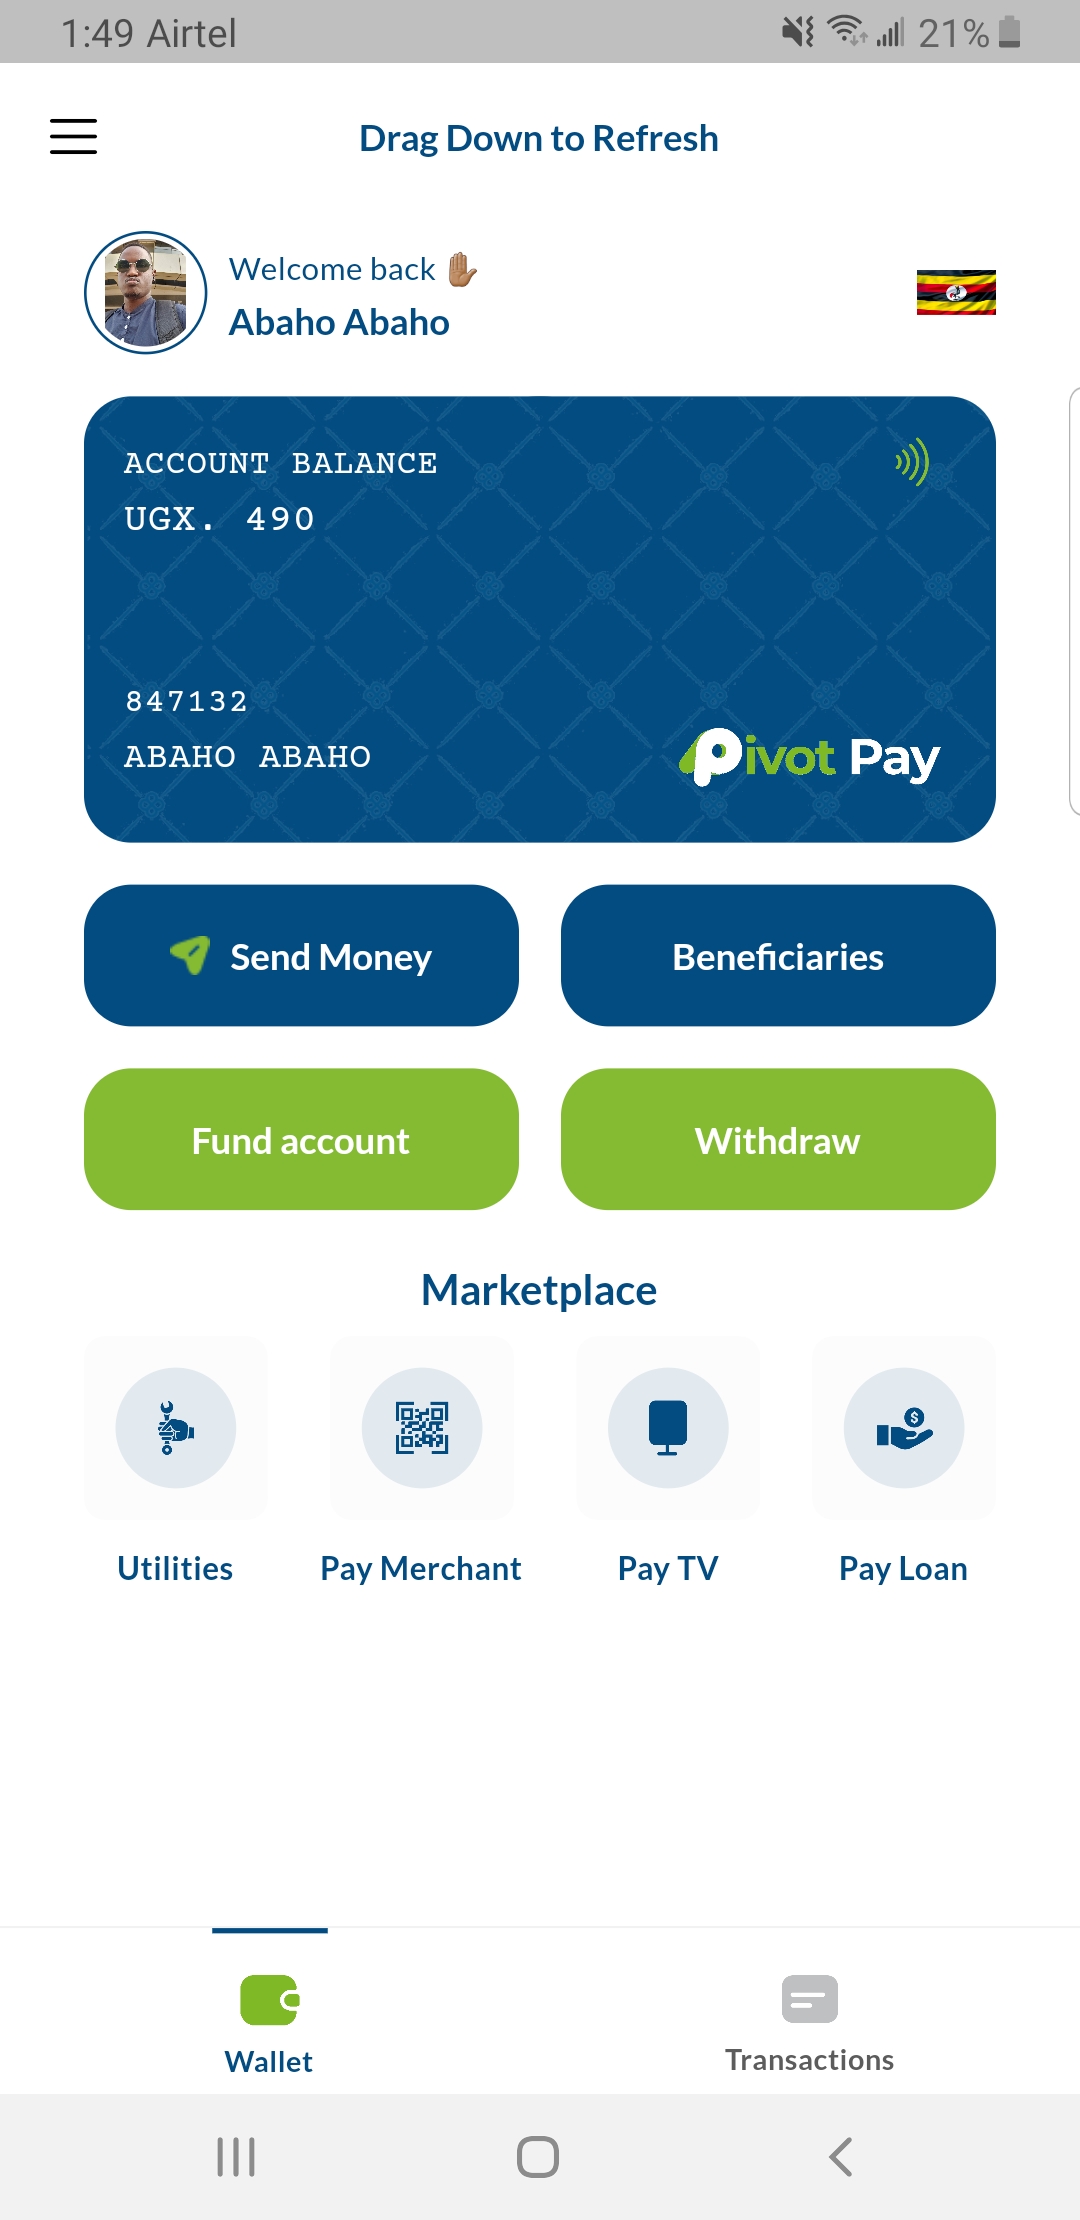 1:49 Airtel 21%
Drag Down to Refresh
Welcome back
Abaho Abaho
ACCOUNT BALANCE
UGX. 490
847132
ABAHO ABAHO
Pivot Pay
Send Money
Beneficiaries
Fund account
Withdraw
Marketplace
Utilities
Pay Merchant
Pay TV
Pay Loan
Wallet
Transactions